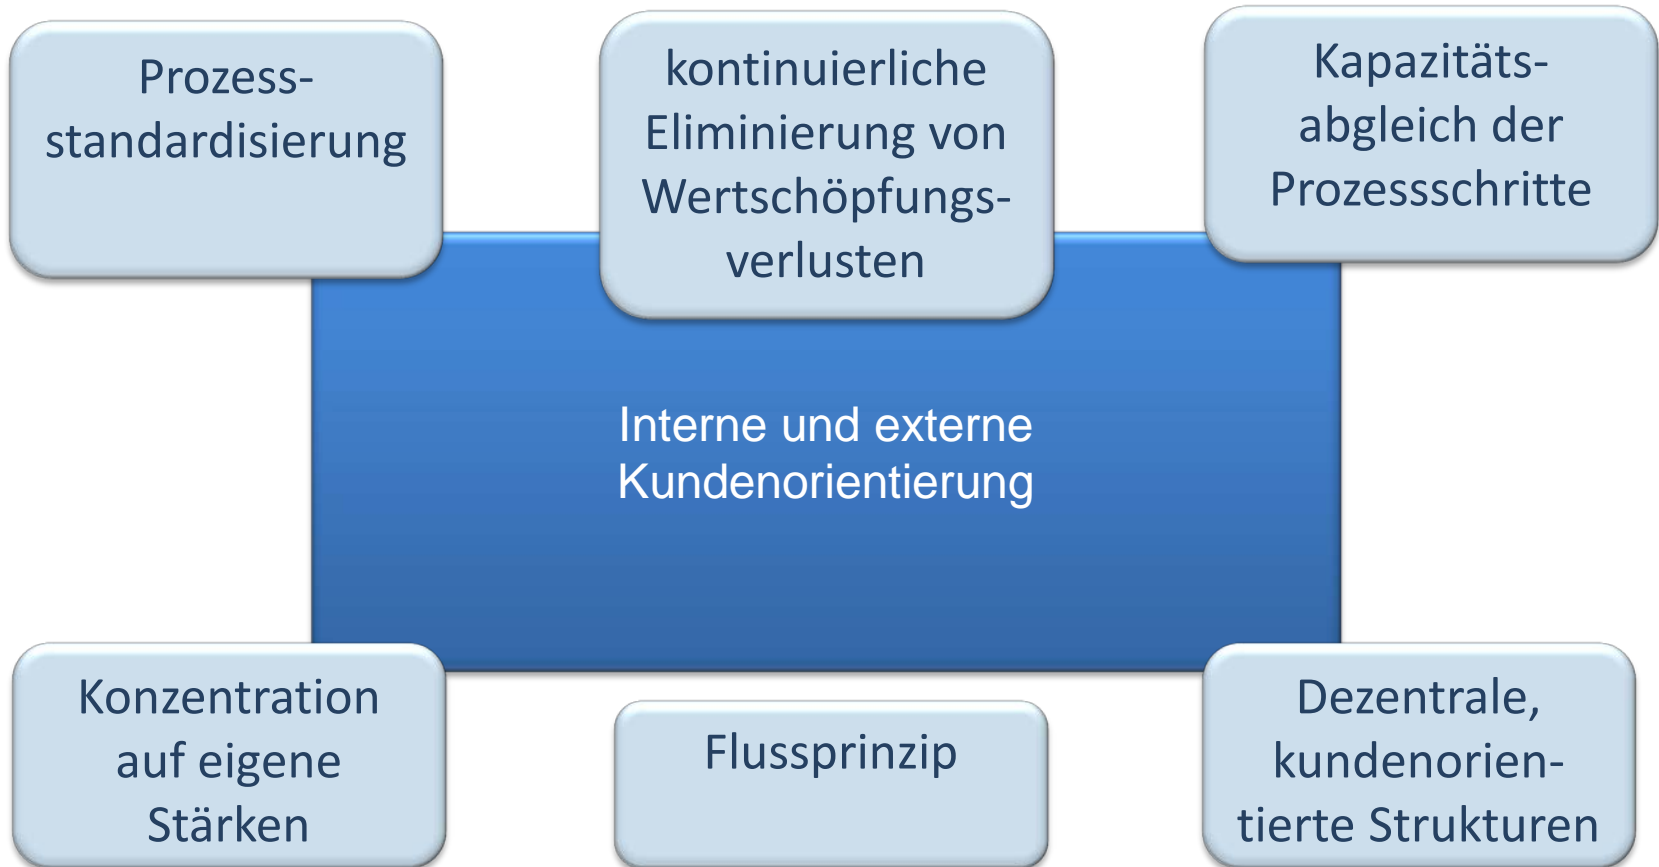 Prozess-
standardisierung
kontinuierliche
Eliminierung von
Wertschöpfungs-
verlusten
Kapazitäts-
abgleich der
Prozessschritte
Interne und externe
Kundenorientierung
Konzentration
auf eigene
Stärken
Flussprinzip
Dezentrale,
kundenorien-
tierte Strukturen